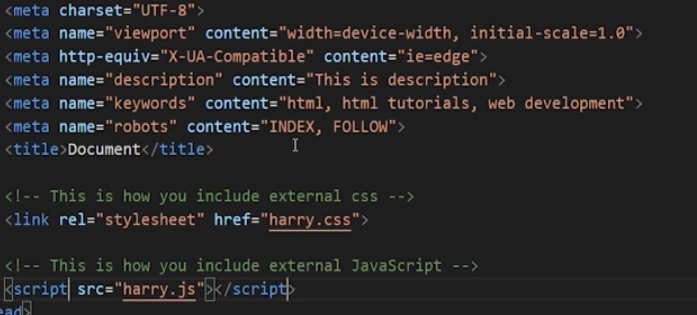 <meta charset="UTF-8">
<meta name="viewport" content="width=device-width, initial-scale=1.0">
<meta http-equiv="X-UA-Compatible" content="ie=edge">
<meta name="description" content="This is description">
<meta name="keywords" content="html, html tutorials, web development">
<meta name="robots" content="INDEX, FOLLOW">
<title>Document</title>
<!-- This is how you include external css -->
<link rel="stylesheet" href="harry.css">
<!-- This is how you include external JavaScript -->
<script src="harry.js"></script>
ead>